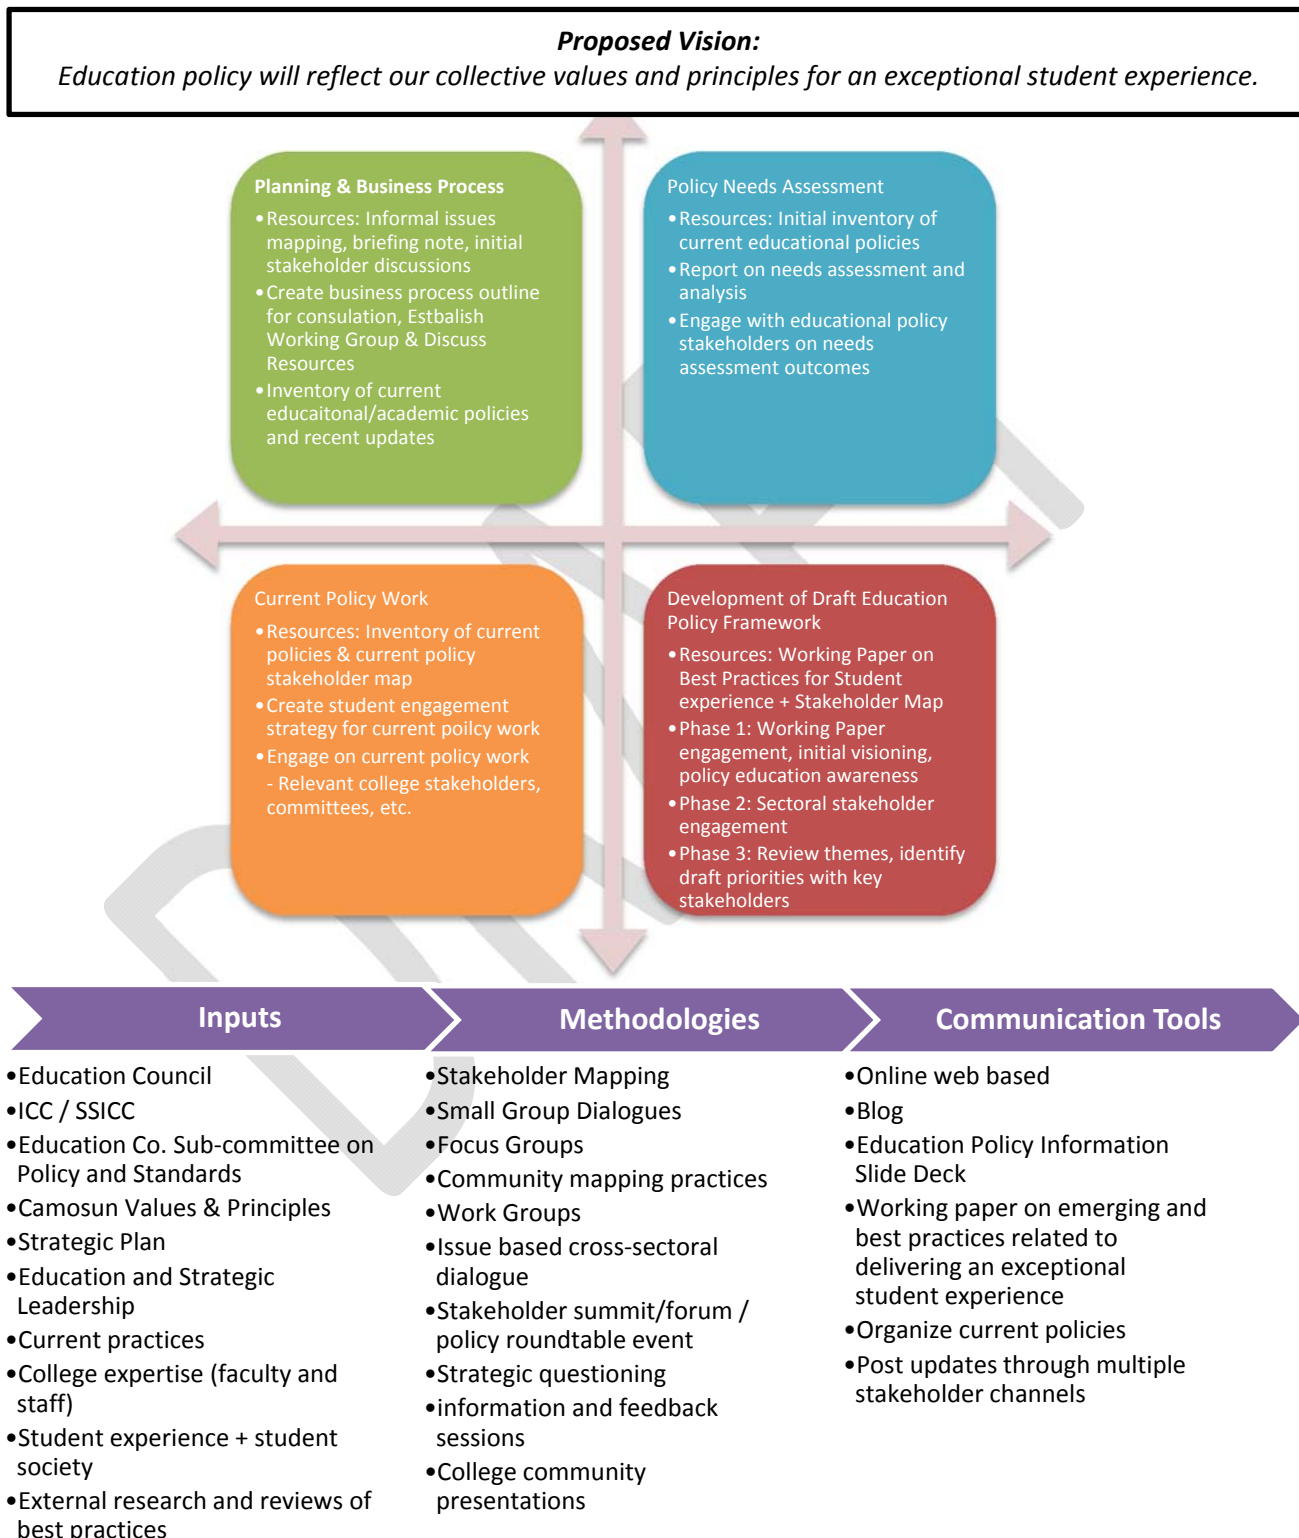 Proposed Vision:
Education policy will reflect our collective values and principles for an exceptional student experience.
Planning & Business Process
•Resources: Informal issues
mapping, briefing note, initial
stakeholder discussions
•Create business process outline
for consulation, Estbalish
Working Group & Discuss
Resources
•Inventory of current
educaitonal/academic policies
and recent updates
Policy Needs Assessment
•Resources: Initial inventory of
current educational policies
•Report on needs assessment and
analysis
•Engage with educational policy
stakeholders on needs
assessment outcomes
Current Policy Work
•Resources: Inventory of current
policies & current policy
stakeholder map
•Create student engagement
strategy for current poilcy work
•Engage on current policy work
- Relevant college stakeholders,
committees, etc.
Development of Draft Education
Policy Framework
•Resources: Working Paper on
Best Practices for Student
experience + Stakeholder Map
•Phase 1: Working Paper
engagement, initial visioning,
policy education awareness
•Phase 2: Sectoral stakeholder
engagement
•Phase 3: Review themes, identify
draft priorities with key
stakeholders
DRAFT
Inputs
•Education Council
•ICC / SSICC
•Education Co. Sub-committee on
Policy and Standards
•Camosun Values & Principles
•Strategic Plan
•Education and Strategic
Leadership
•Current practices
•College expertise (faculty and
staff)
•Student experience + student
society
•External research and reviews of
best practices
Methodologies
•Stakeholder Mapping
•Small Group Dialogues
•Focus Groups
•Community mapping practices
•Work Groups
•Issue based cross-sectoral
dialogue
•Stakeholder summit/forum /
policy roundtable event
•Strategic questioning
•information and feedback
sessions
•College community
presentations
Communication Tools
•Online web based
•Blog
•Education Policy Information
Slide Deck
•Working paper on emerging and
best practices related to
delivering an exceptional
student experience
•Organize current policies
•Post updates through multiple
stakeholder channels